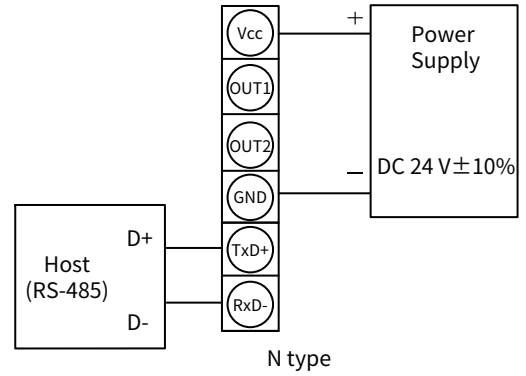 Vcc
+
Power
Supply
OUT1
OUT2
GND
−
DC 24 V±10%
Host
(RS-485)
D+
D-
TxD+
RxD-
N type